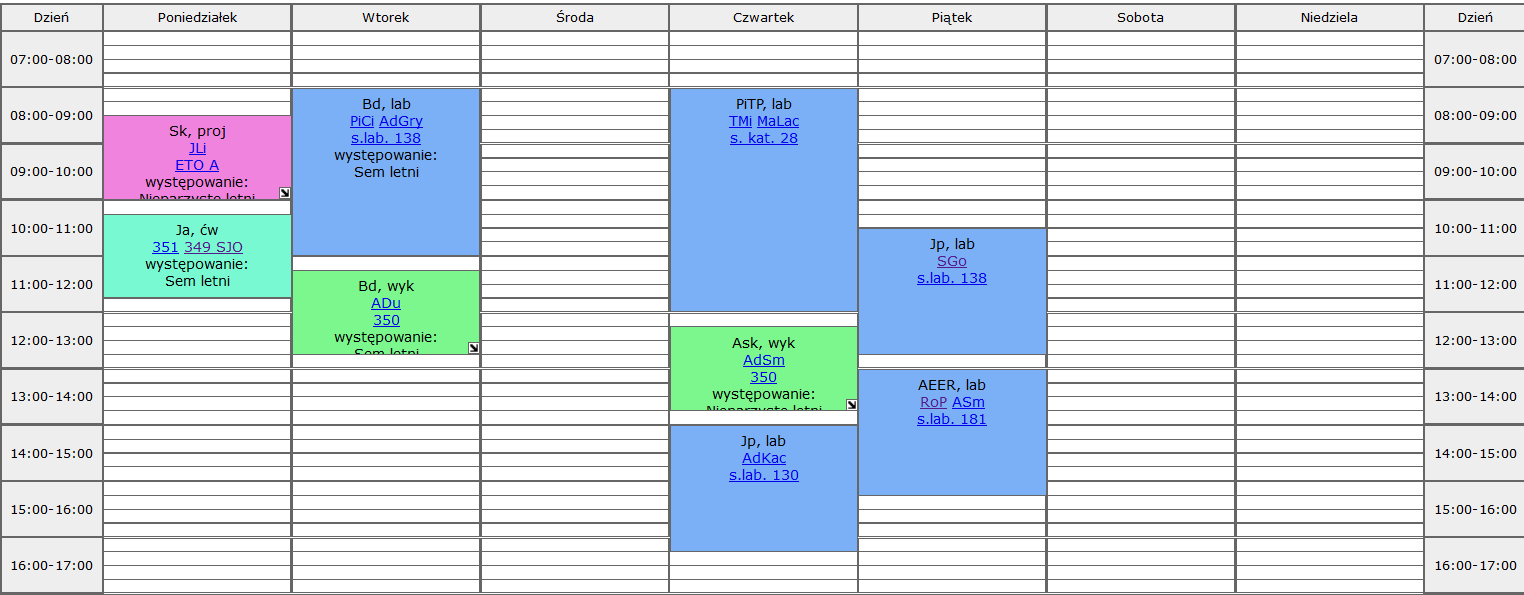 Dzień Poniedziałek Wtorek Środa Czwartek Piątek Sobota Niedziela Dzień
07:00-08:00 07:00-08:00
08:00-09:00 08:00-09:00
09:00-10:00 09:00-10:00
10:00-11:00 10:00-11:00
11:00-12:00 11:00-12:00
12:00-13:00 12:00-13:00
13:00-14:00 13:00-14:00
14:00-15:00 14:00-15:00
15:00-16:00 15:00-16:00
16:00-17:00 16:00-17:00
Sk, proj
JLi
ETO A
występowanie:
Nieparzyste letni
Ja, ćw
351 349 SJO
występowanie:
Sem letni
Bd, lab
PiCi AdGry
s.lab. 138
występowanie:
Sem letni
Bd, wyk
ADu
350
występowanie:
Sem letni
PiTP, lab
TMi MaLac
s. kat. 28
Ask, wyk
AdSm
350
występowanie:
Nieparzyste letni
Jp, lab
AdKac
s.lab. 130
Jp, lab
SGo
s.lab. 138
AEER, lab
RoP ASm
s.lab. 181